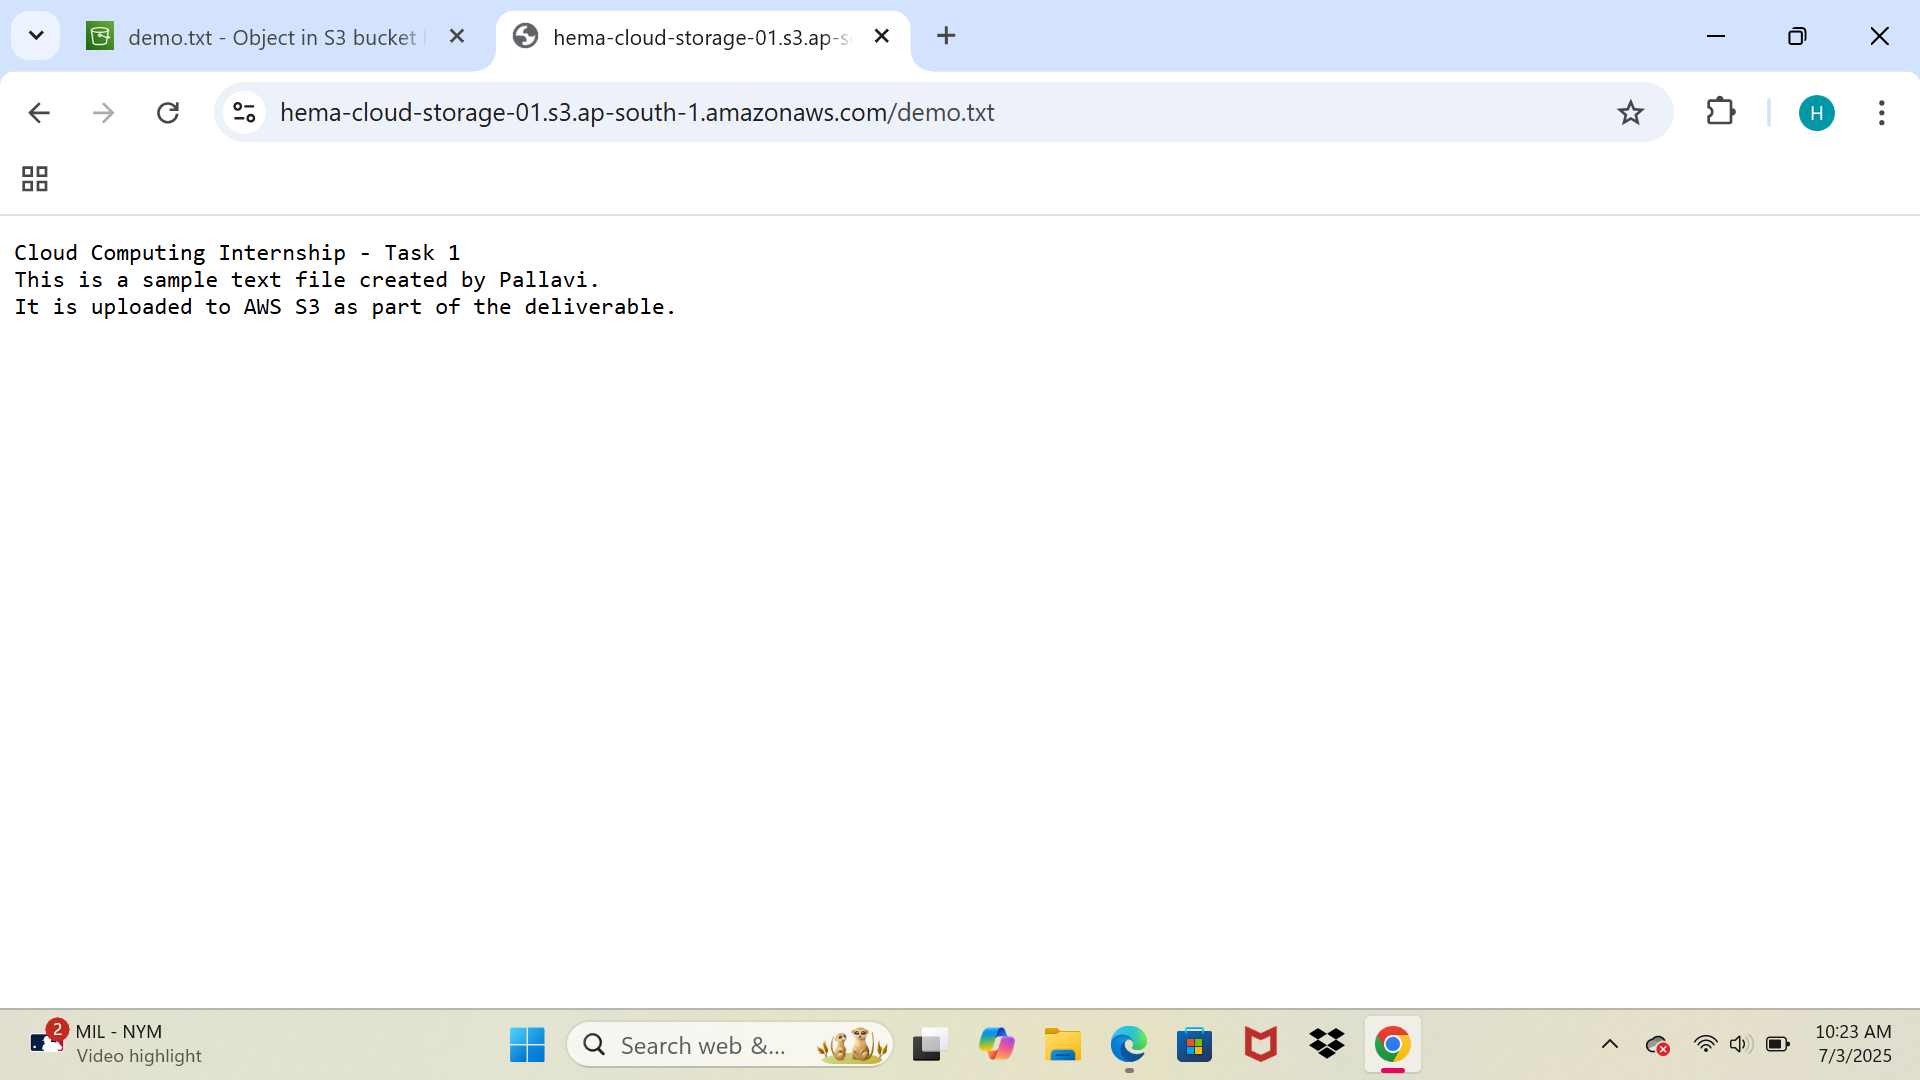 demo.txt - Object in S3 bucket
hema-cloud-storage-01.s3.ap-s
hema-cloud-storage-01.s3.ap-south-1.amazonaws.com/demo.txt
H
Cloud Computing Internship - Task 1
This is a sample text file created by Pallavi.
It is uploaded to AWS S3 as part of the deliverable.
2
MIL - NYM
Video highlight
Search web &...
10:23 AM
7/3/2025